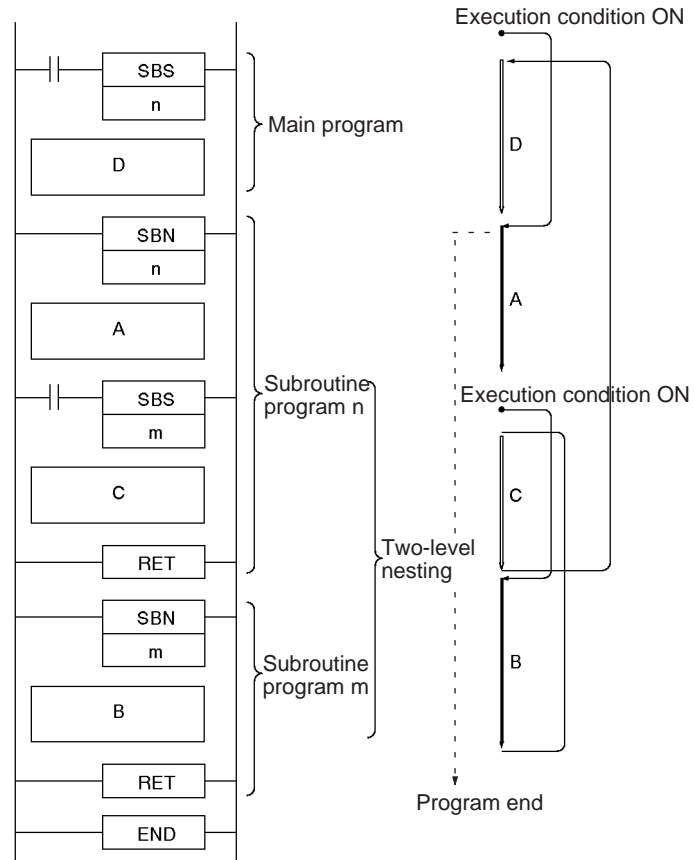 Execution condition ON
SBS
n
Main program
D
D
SBN
n
A
A
SBS
m
Subroutine
program n
Execution condition ON
C
C
RET
Two-level
nesting
SBN
m
Subroutine
program m
B
B
RET
Program end
END